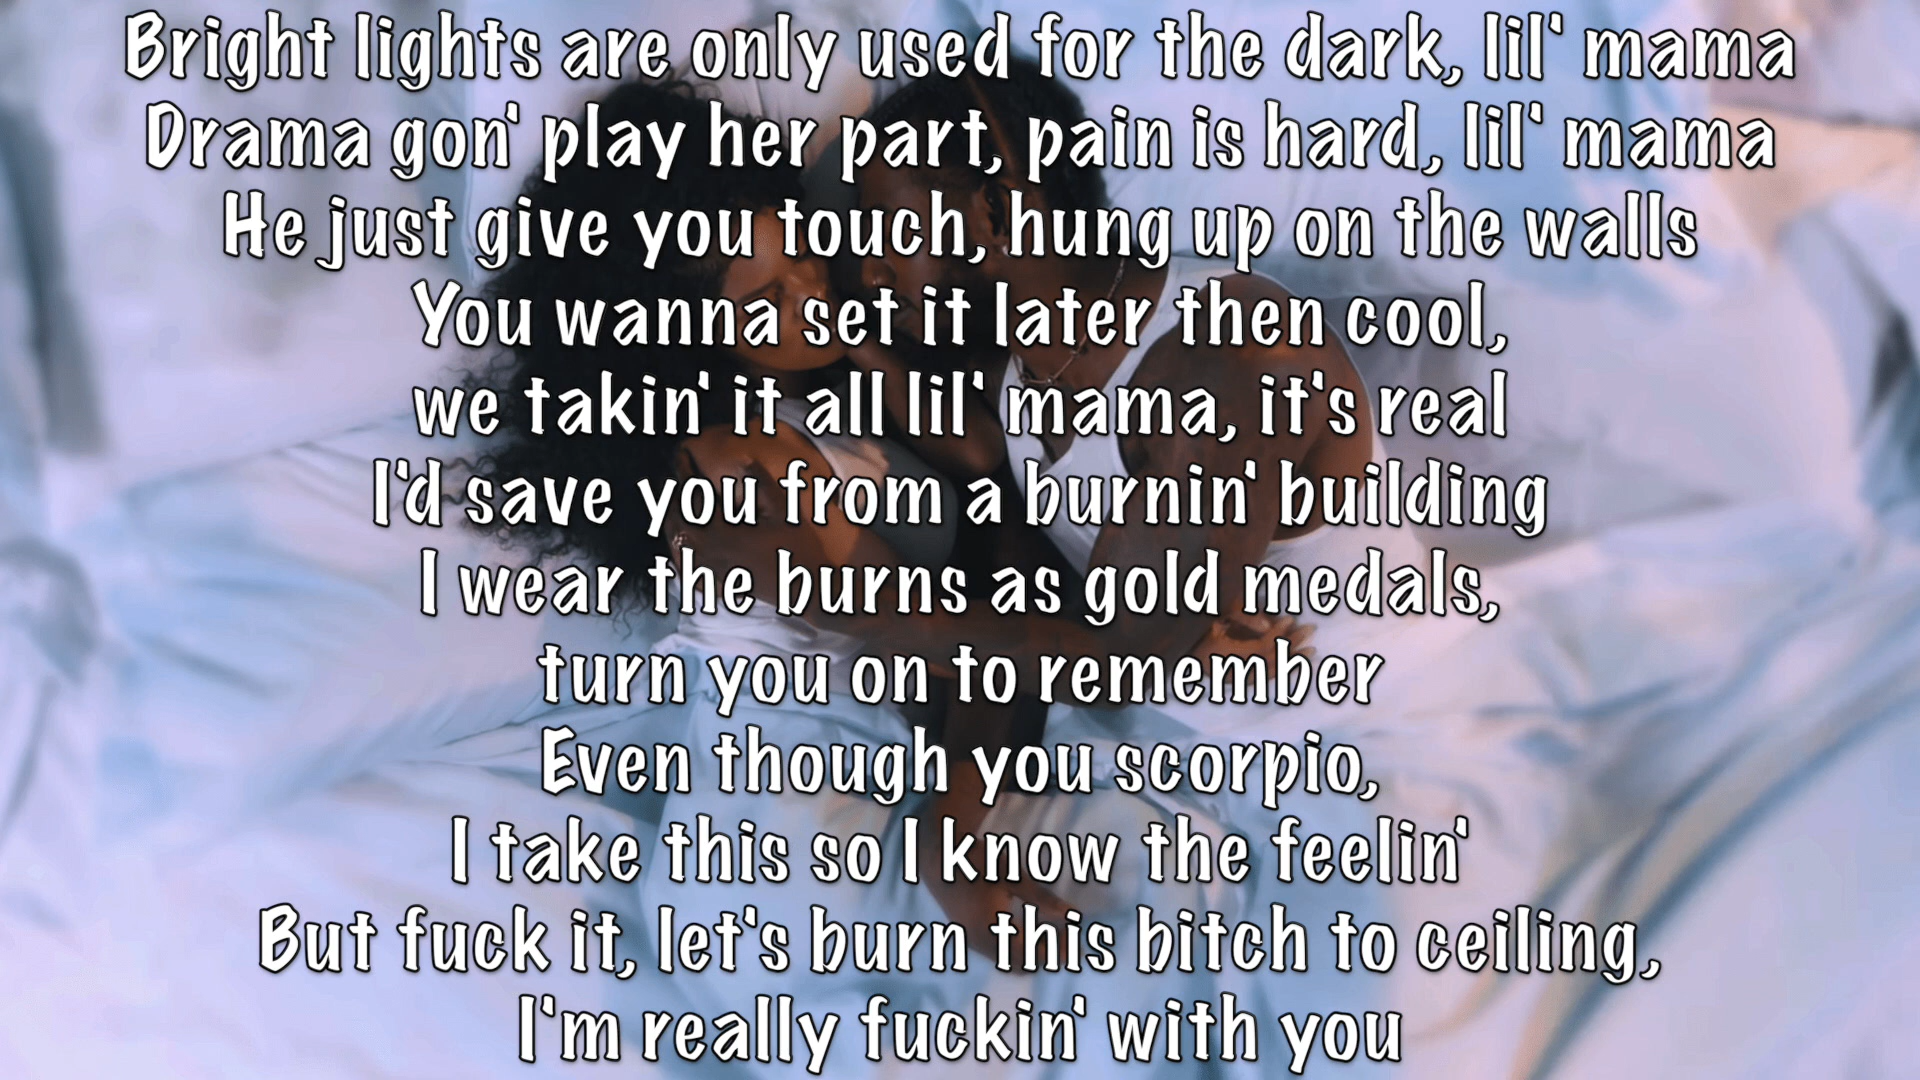 Bright lights are only used for the dark, lil' mama
Drama gon' play her part, pain is hard, lil' mama
He just give you touch, hung up on the walls
You wanna set it later then cool,
we takin' it all lil' mama, it's real
I'd save you from a burnin' building
I wear the burns as gold medals,
turn you on to remember
Even though you scorpio,
I take this so I know the feelin'
But fuck it, let's burn this bitch to ceiling,
I'm really fuckin' with you